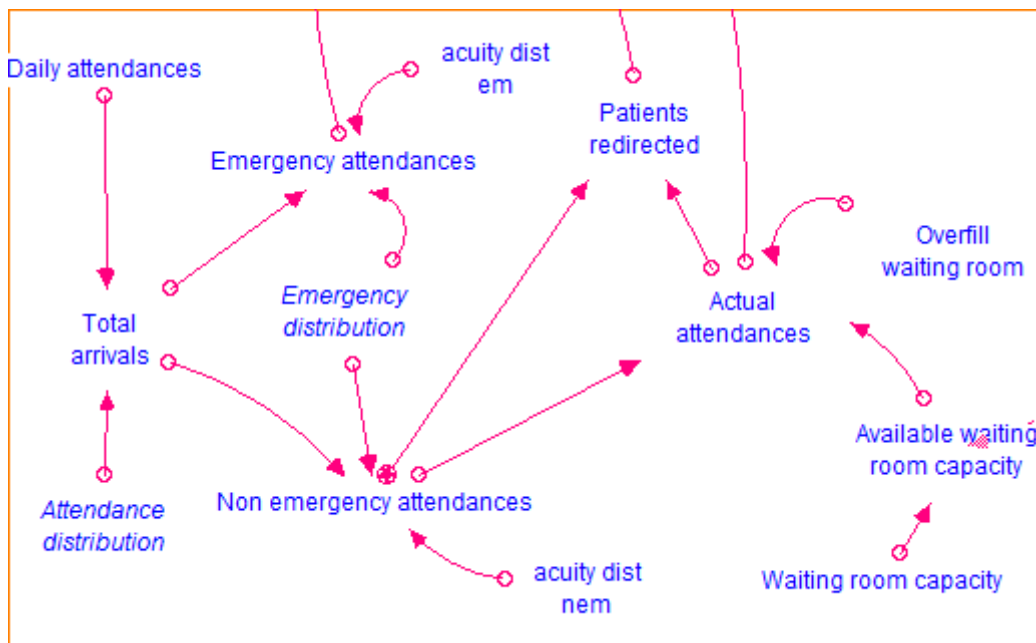 Daily attendances
acuity dist
em
Emergency attendances
Patients
redirected
Overfill
waiting room
Emergency
distribution
Actual
attendances
Total
arrivals
Available waiting
room capacity
Non emergency attendances
Attendance
distribution
acuity dist
nem
Waiting room capacity